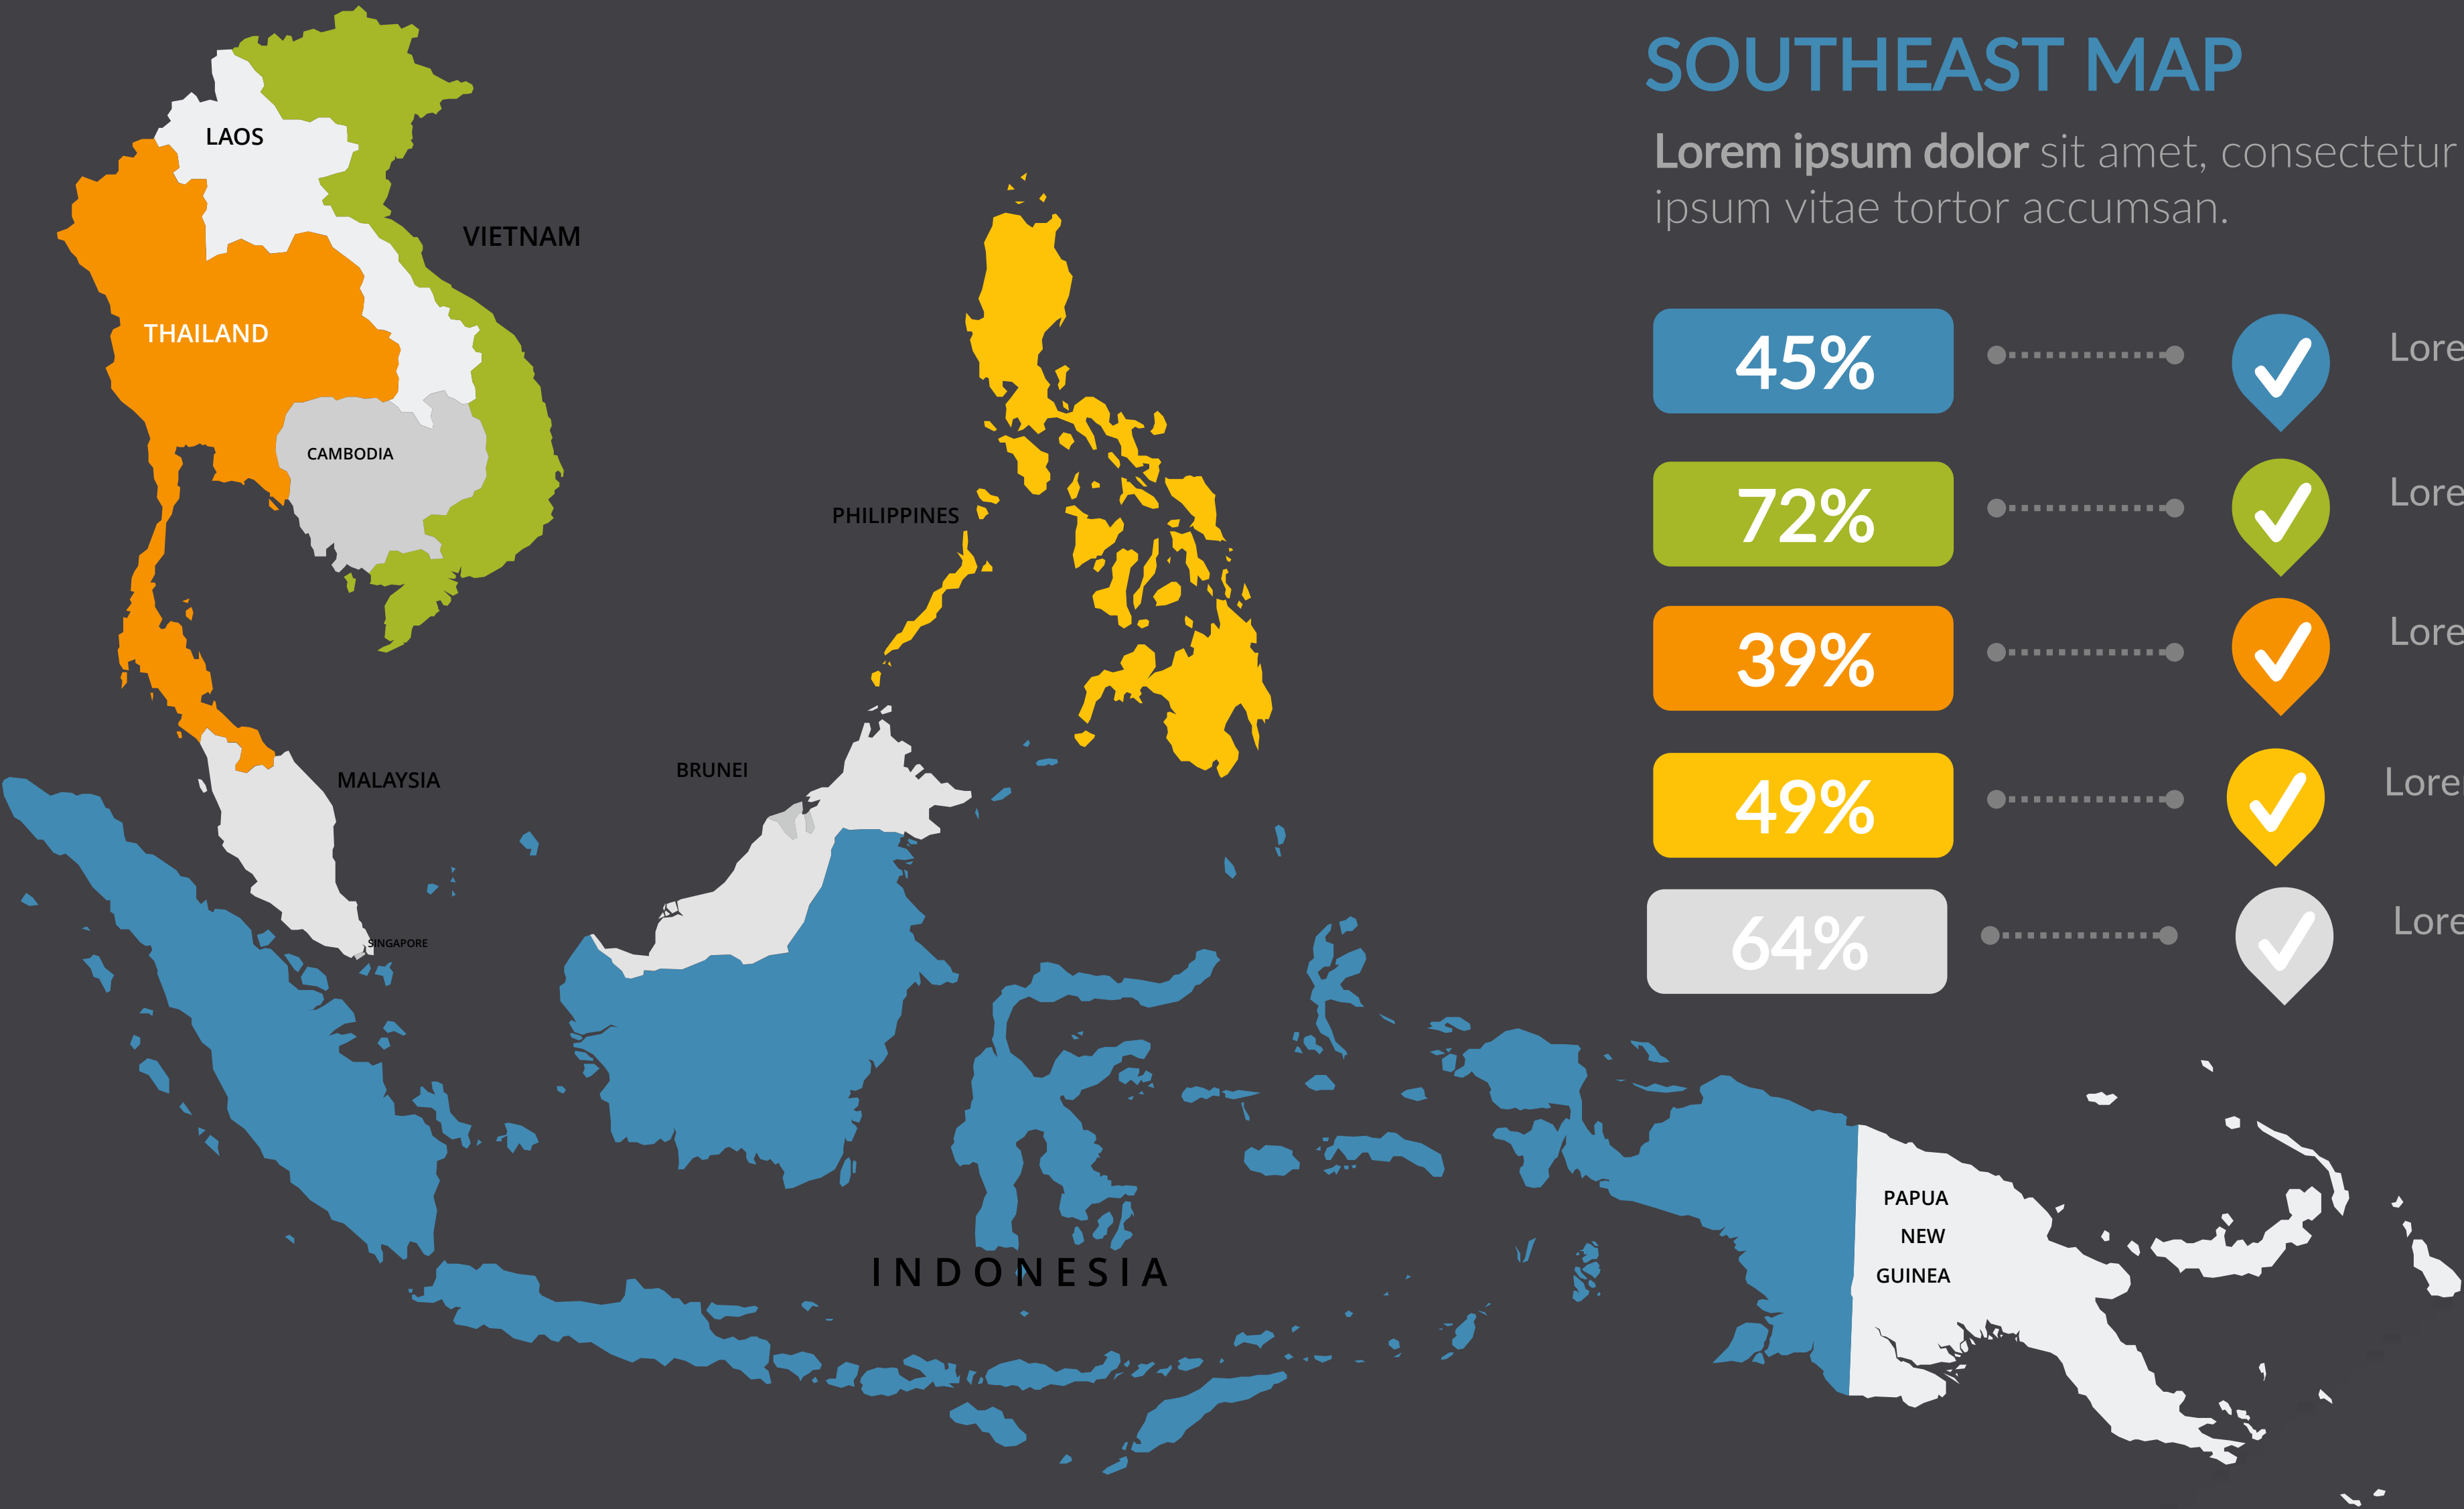 SOUTHEAST MAP
Lorem ipsum dolor sit amet, consectetur
ipsum vitae tortor accumsan.
LAOS
VIETNAM
THAILAND
CAMBODIA
PHILIPPINES
MALAYSIA
BRUNEI
SINGAPORE
INDONESIA
PAPUA
NEW
GUINEA
45%
Lore
72%
Lore
39%
Lore
49%
Lore
64%
Lore